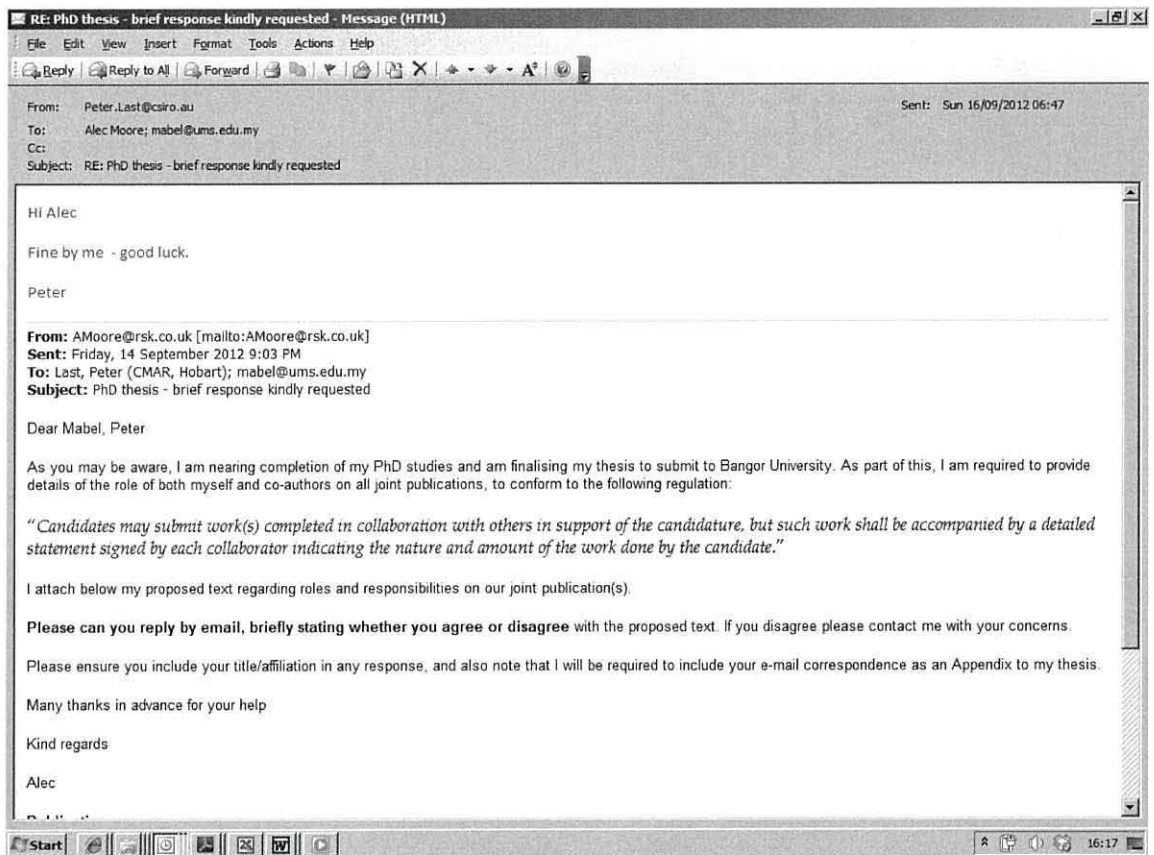 RE: PhD thesis - brief response kindly requested - Message (HTML)
File Edit View Insert Format Tools Actions Help
Reply Reply to All Forward
From: Peter.Last@csiro.au Sent: Sun 16/09/2012 06:47
To: Alec Moore; mabel@ums.edu.my
Cc:
Subject: RE: PhD thesis - brief response kindly requested
Hi Alec
Fine by me - good luck.
Peter
From: AMoore@rsk.co.uk [mailto:AMoore@rsk.co.uk]
Sent: Friday, 14 September 2012 9:03 PM
To: Last, Peter (CMAR, Hobart); mabel@ums.edu.my
Subject: PhD thesis - brief response kindly requested
Dear Mabel, Peter
As you may be aware, I am nearing completion of my PhD studies and am finalising my thesis to submit to Bangor University. As part of this, I am required to provide
details of the role of both myself and co-authors on all joint publications, to conform to the following regulation:
"Candidates may submit work(s) completed in collaboration with others in support of the candidature, but such work shall be accompanied by a detailed
statement signed by each collaborator indicating the nature and amount of the work done by the candidate."
I attach below my proposed text regarding roles and responsibilities on our joint publication(s).
Please can you reply by email, briefly stating whether you agree or disagree with the proposed text. If you disagree please contact me with your concerns.
Please ensure you include your title/affiliation in any response, and also note that I will be required to include your e-mail correspondence as an Appendix to my thesis.
Many thanks in advance for your help
Kind regards
Alec
Start 16:17